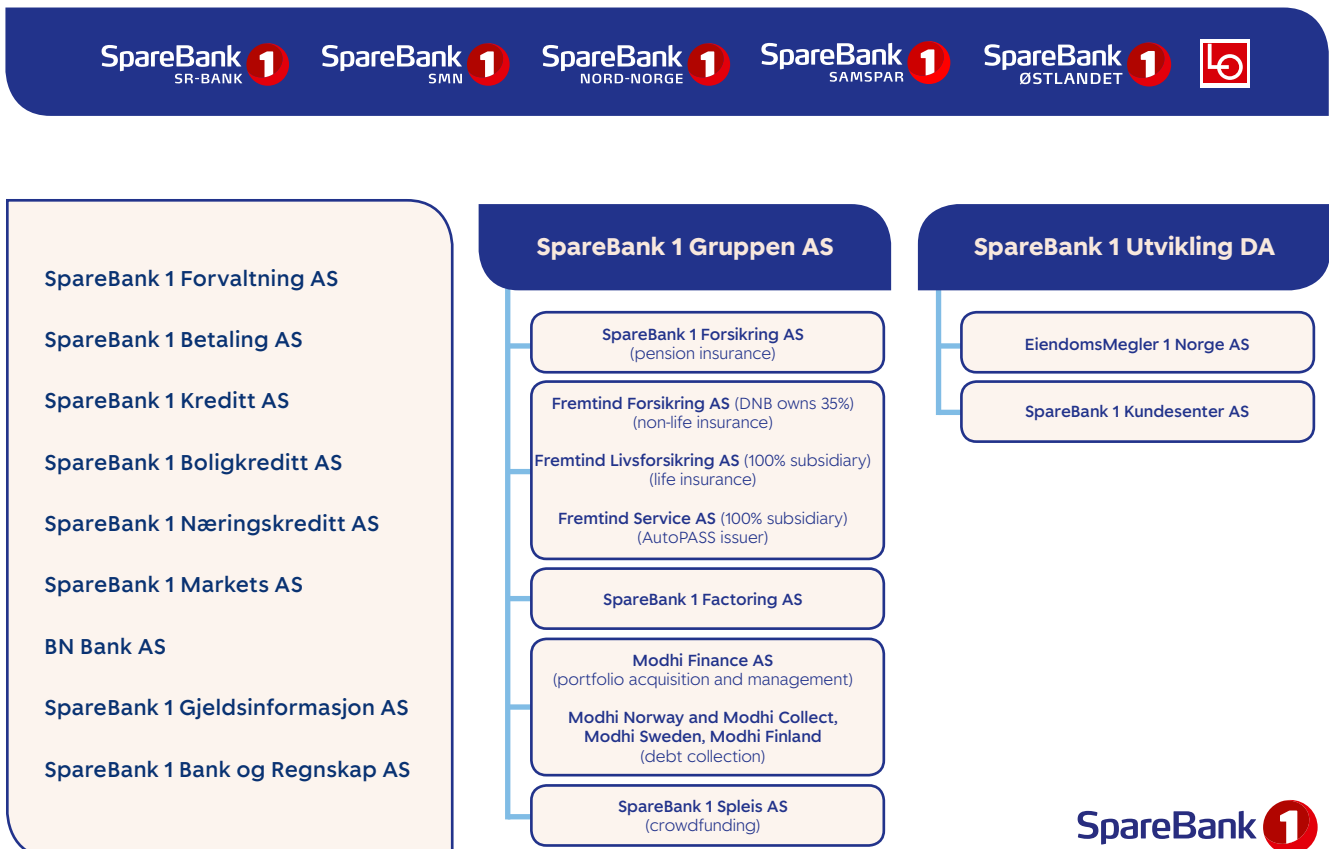 SpareBank 1
SR-BANK
SpareBank 1
SMN
SpareBank 1
NORD-NORGE
SpareBank 1
SAMSPAR
SpareBank 1
ØSTLANDET
LO
SpareBank 1 Forvaltning AS
SpareBank 1 Betaling AS
SpareBank 1 Kreditt AS
SpareBank 1 Boligkreditt AS
SpareBank 1 Næringskreditt AS
SpareBank 1 Markets AS
BN Bank AS
SpareBank 1 Gjeldsinformasjon AS
SpareBank 1 Bank og Regnskap AS
SpareBank 1 Gruppen AS
SpareBank 1 Forsikring AS
(pension insurance)
Fremtind Forsikring AS (DNB owns 35%)
(non-life insurance)
Fremtind Livsforsikring AS (100% subsidiary)
(life insurance)
Fremtind Service AS (100% subsidiary)
(AutoPASS issuer)
SpareBank 1 Factoring AS
Modhi Finance AS
(portfolio acquisition and management)
Modhi Norway and Modhi Collect,
Modhi Sweden, Modhi Finland
(debt collection)
SpareBank 1 Spleis AS
(crowdfunding)
SpareBank 1 Utvikling DA
EiendomsMegler 1 Norge AS
SpareBank 1 Kundesenter AS
SpareBank 1